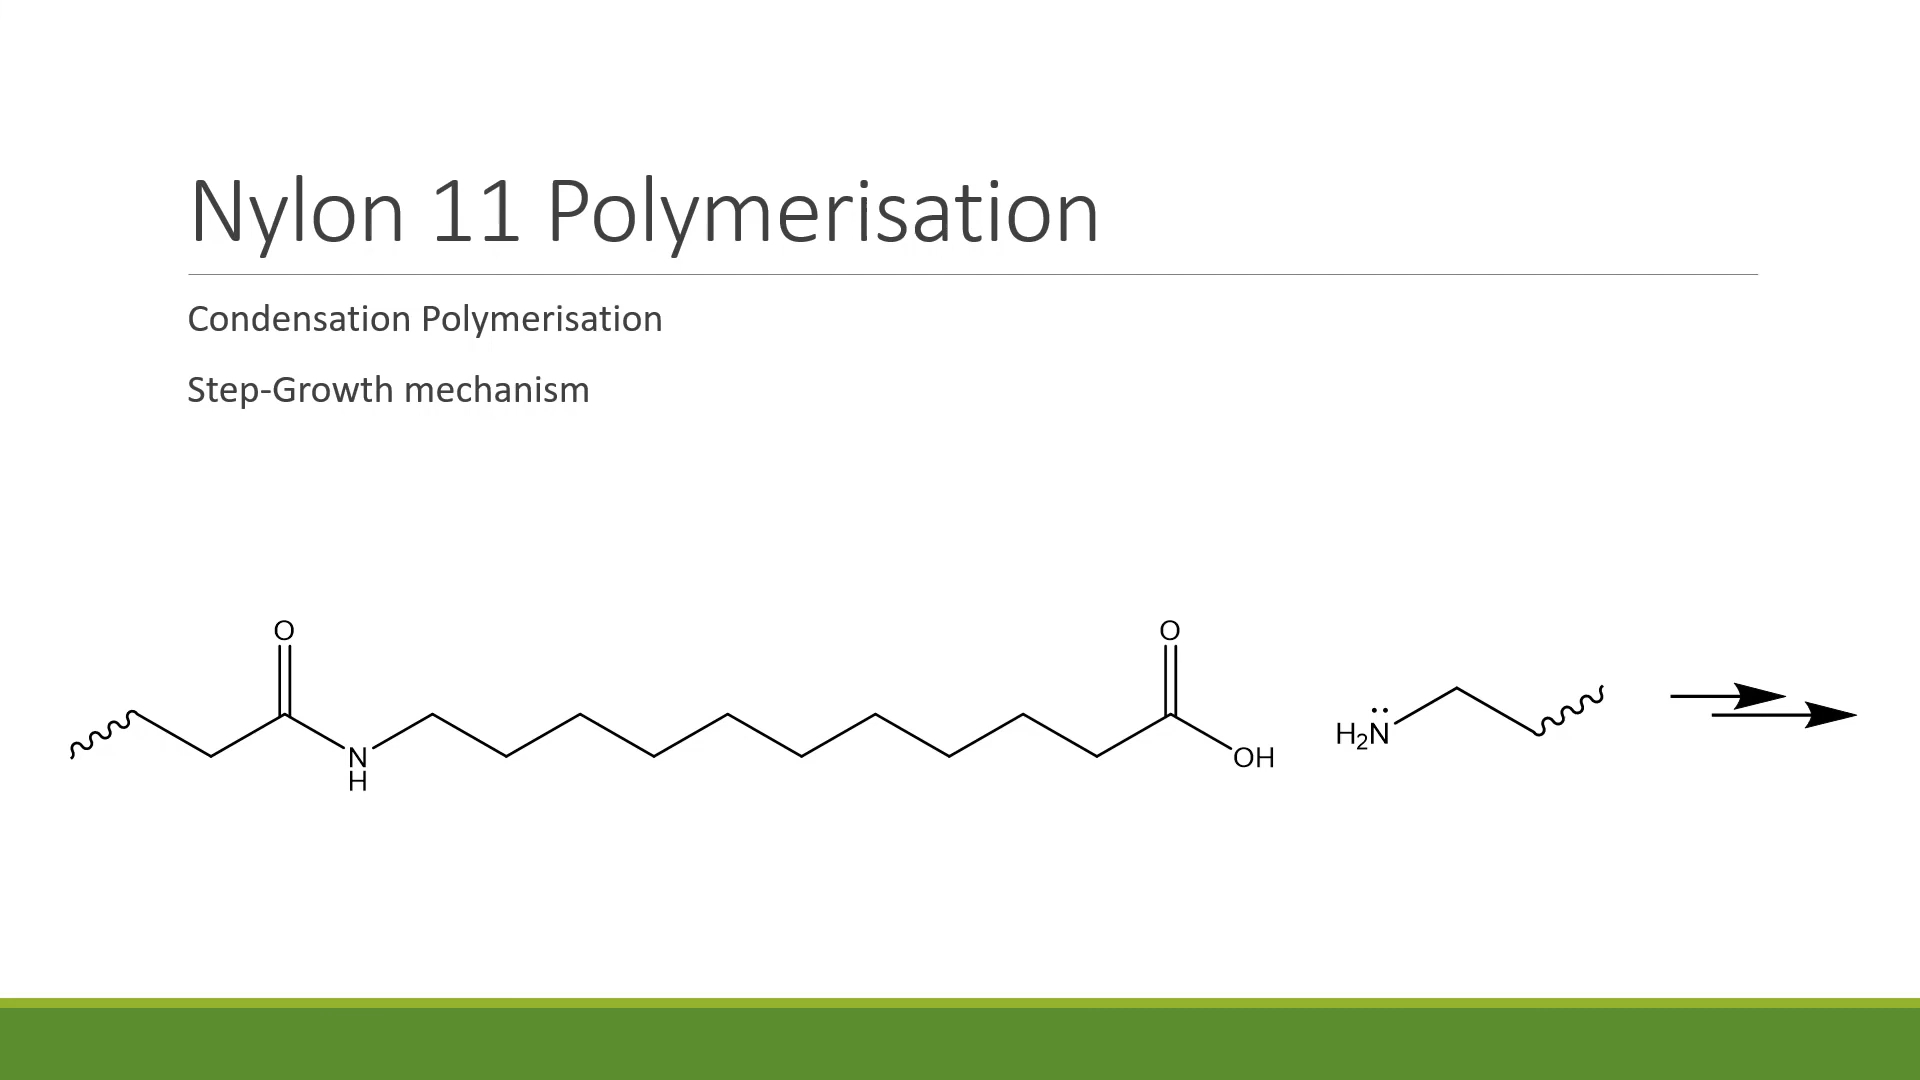 Nylon 11 Polymerisation
Condensation Polymerisation
Step-Growth mechanism
O
O
N
H
OH
H₂N